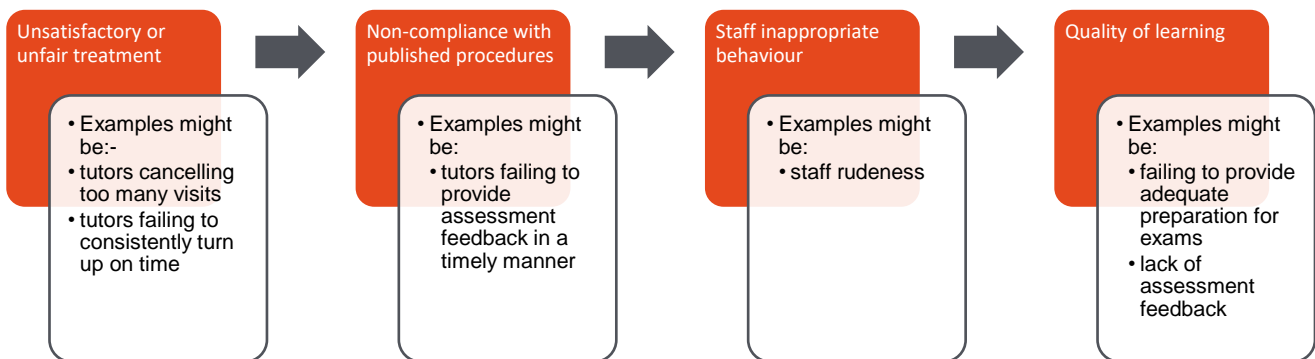 Unsatisfactory or
unfair treatment
• Examples might
be:-
• tutors cancelling
too many visits
• tutors failing to
consistently turn
up on time
Non-compliance with
published procedures
• Examples might
be:
• tutors failing to
provide
assessment
feedback in a
timely manner
Staff inappropriate
behaviour
• Examples might
be:
• staff rudeness
Quality of learning
• Examples might
be:
• failing to provide
adequate
preparation for
exams
• lack of
assessment
feedback